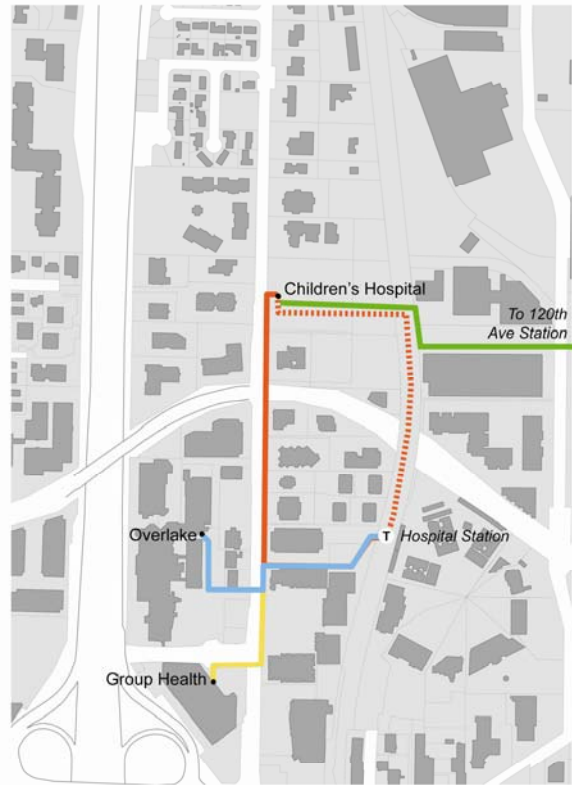 Children's Hospital
To 120th
Ave Station
Overlake
T
Hospital Station
Group Health